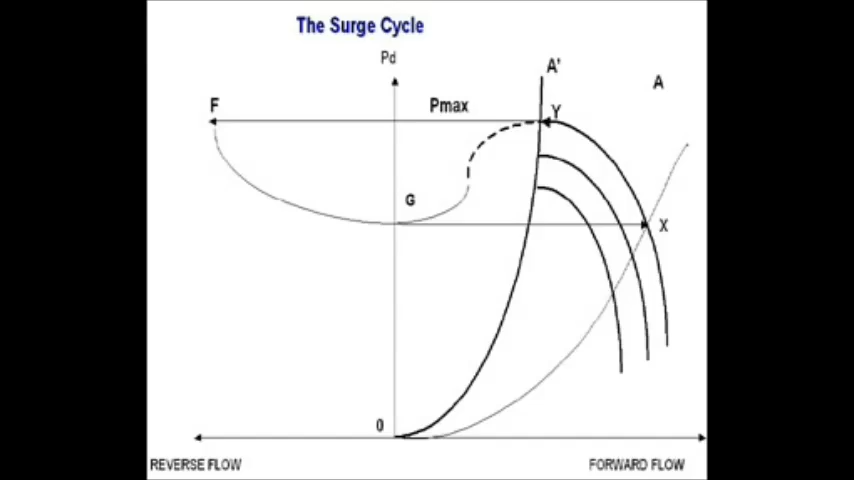 The Surge Cycle
Pd
A'
A
F
Pmax
Y
G
X
0
REVERSE FLOW
FORWARD FLOW